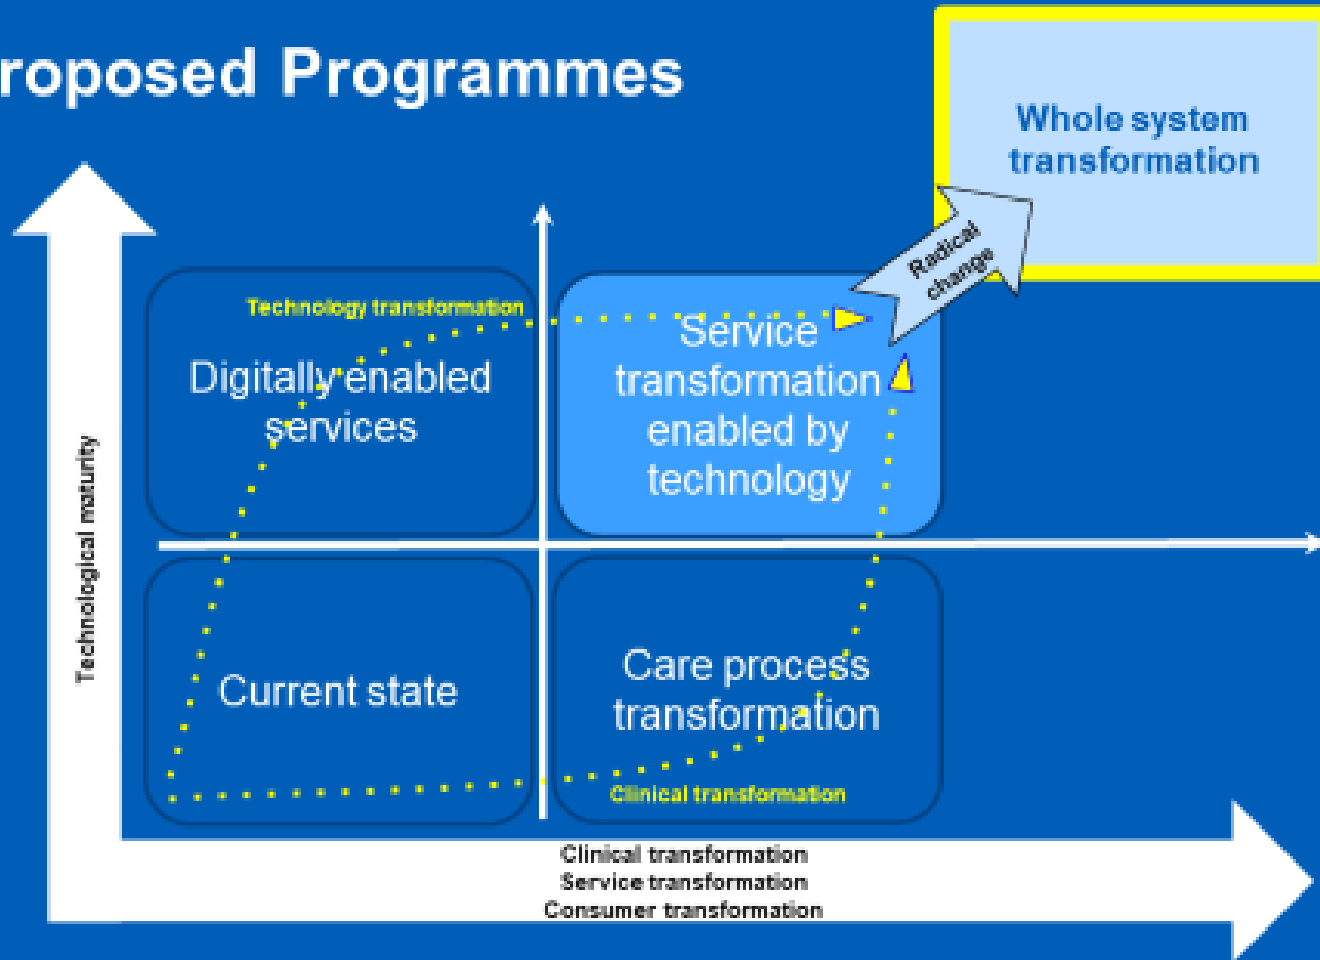 roposed Programmes
Whole system
transformation
Radical
change
Technology transformation
Digitally enabled
services
Service
transformation
enabled by
technology
Technological maturity
Current state
Care process
transformation
Clinical transformation
Clinical transformation
Service transformation
Consumer transformation